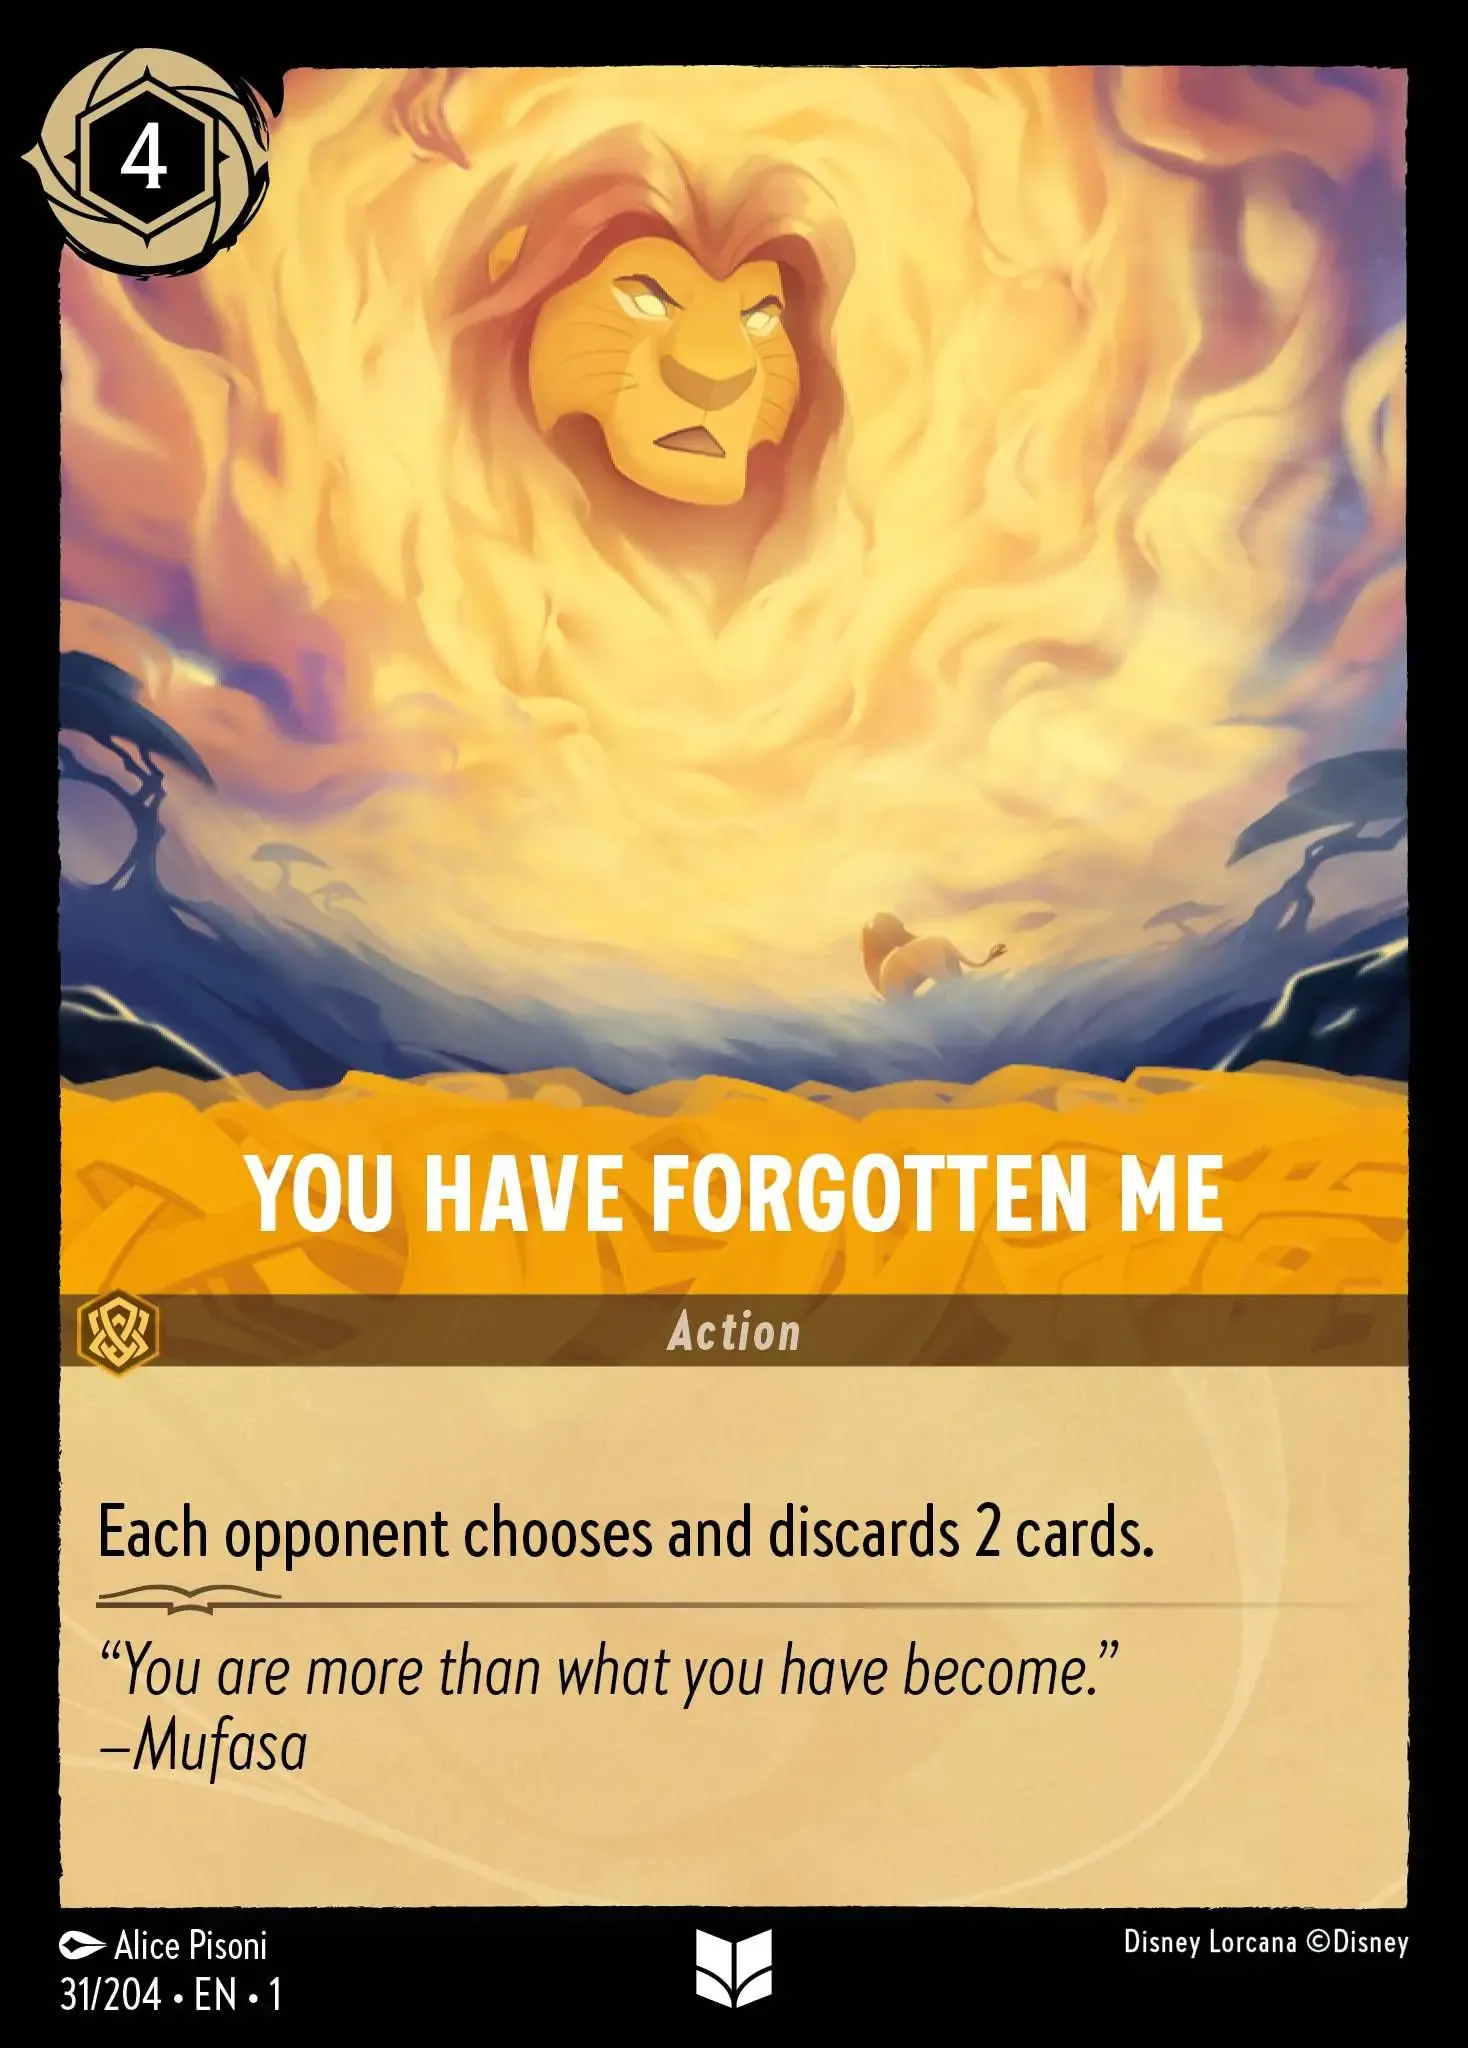 4
YOU HAVE FORGOTTEN ME
Action
Each opponent chooses and discards 2 cards.
“You are more than what you have become.”
–Mufasa
Alice Pisoni
Disney Lorcana ©Disney
31/204 • EN • 1